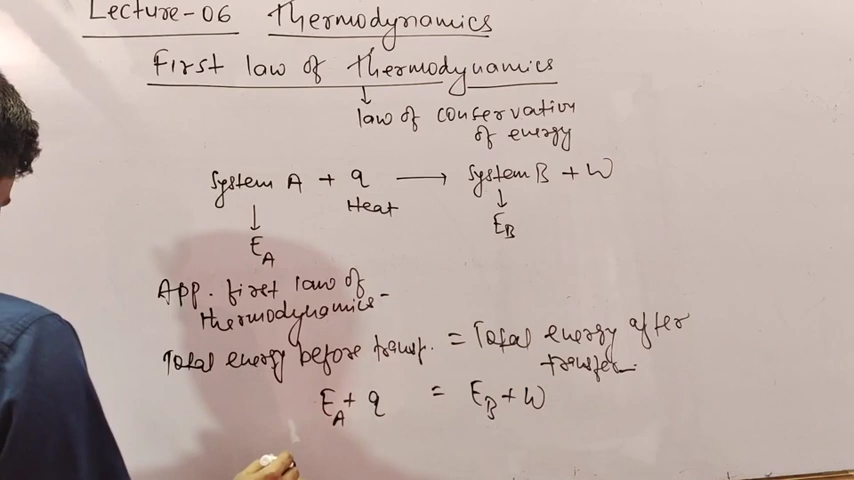 Lecture-06 Thermodynamics
First law of thermodynamics
↓
law of conservation
of energy
System A + q ⟶ System B + W
Heat
↓ ↓
E_A E_B
App. first law of
thermodynamics-
Total energy before transf. = Total energy after
transfer.
E_A + q = E_B + W